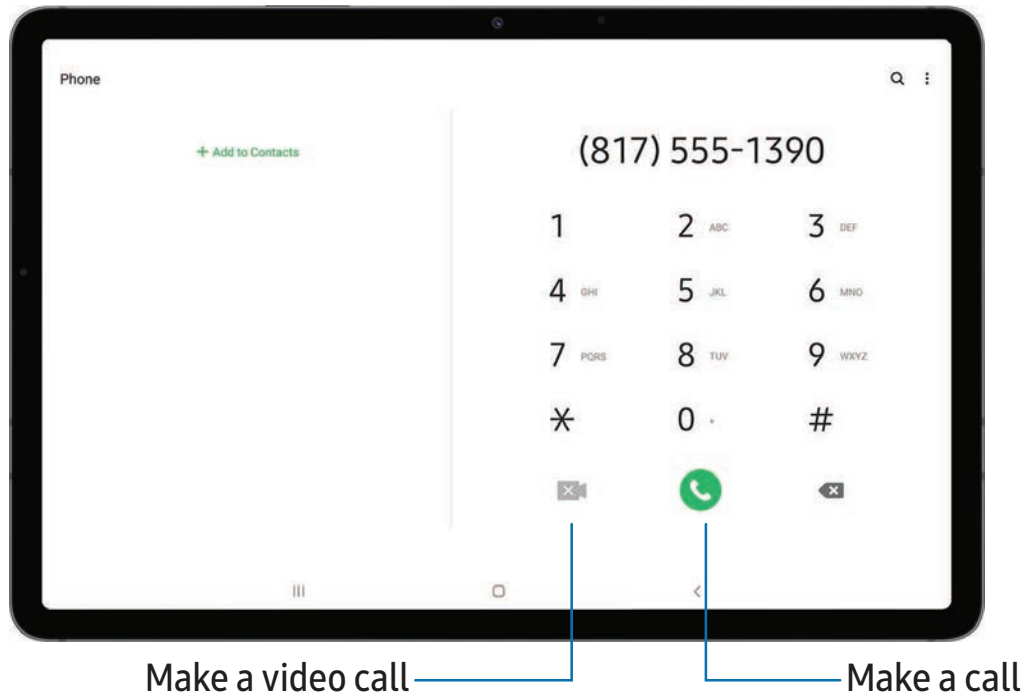 Phone
+ Add to Contacts
(817) 555-1390
1 2 ABC 3 DEF
4 GHI 5 JKL 6 MNO
7 PQRS 8 TUV 9 WXYZ
* 0 + #
Make a video call Make a call